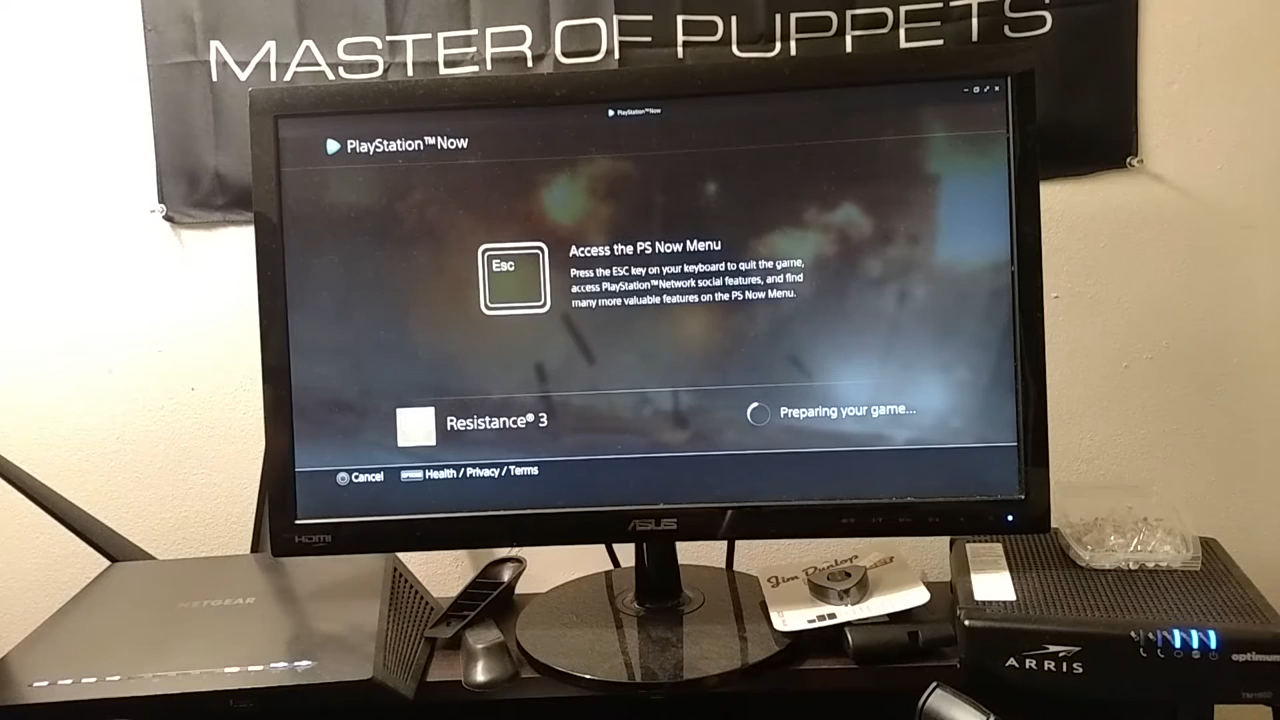 MASTER OF PUPPETS
PlayStation™Now
PlayStation™Now
Esc
Access the PS Now Menu
Press the ESC key on your keyboard to quit the game,
access PlayStation™Network social features, and find
many more valuable features on the PS Now Menu.
Resistance® 3
Preparing your game...
Cancel
OPTIONS
Health / Privacy / Terms
HDMI
ASUS
NETGEAR
Jim Dunlop
ARRIS
optimum